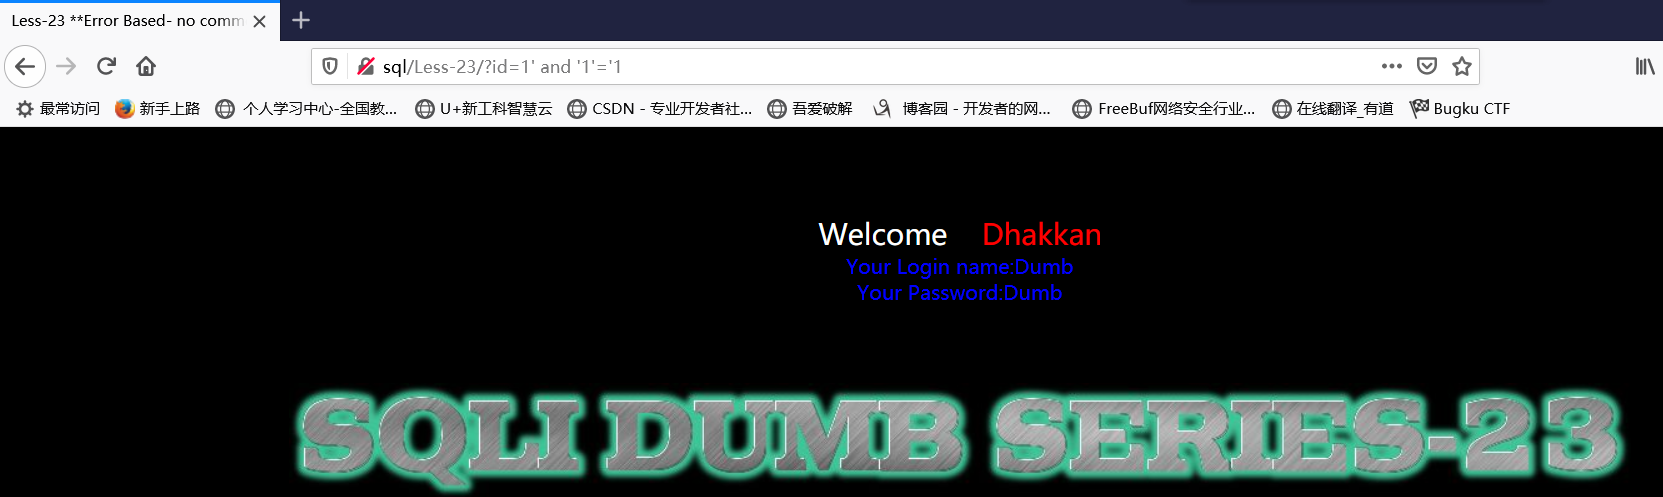 Less-23 **Error Based- no comm
sql/Less-23/?id=1' and '1'='1
最常访问 新手上路 个人学习中心-全国教... U+新工科智慧云 CSDN - 专业开发者社... 吾爱破解 博客园 - 开发者的网... FreeBuf网络安全行业... 在线翻译_有道 Bugku CTF
Welcome Dhakkan
Your Login name:Dumb
Your Password:Dumb
SQLI DUMB SERIES-23